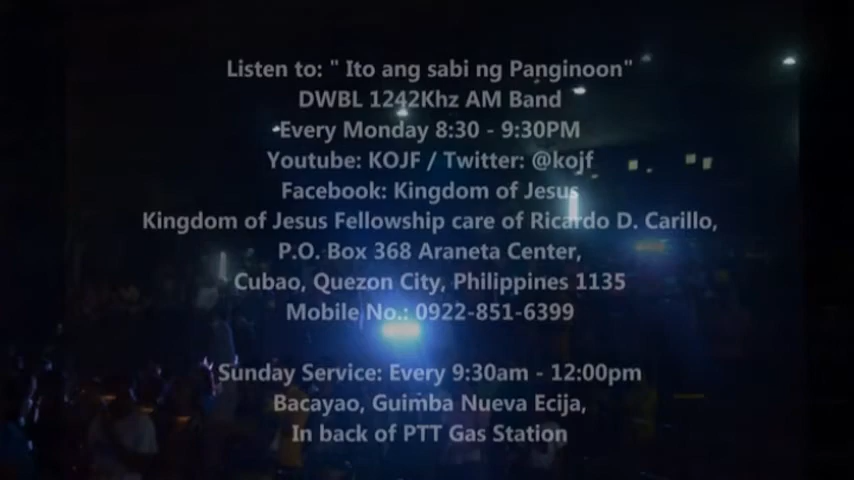 Listen to: " Ito ang sabi ng Panginoon"
DWBL 1242Khz AM Band
Every Monday 8:30 - 9:30PM
Youtube: KOJF / Twitter: @kojf
Facebook: Kingdom of Jesus
Kingdom of Jesus Fellowship care of Ricardo D. Carillo,
P.O. Box 368 Araneta Center,
Cubao, Quezon City, Philippines 1135
Mobile No.: 0922-851-6399
Sunday Service: Every 9:30am - 12:00pm
Bacayao, Guimba Nueva Ecija,
In back of PTT Gas Station